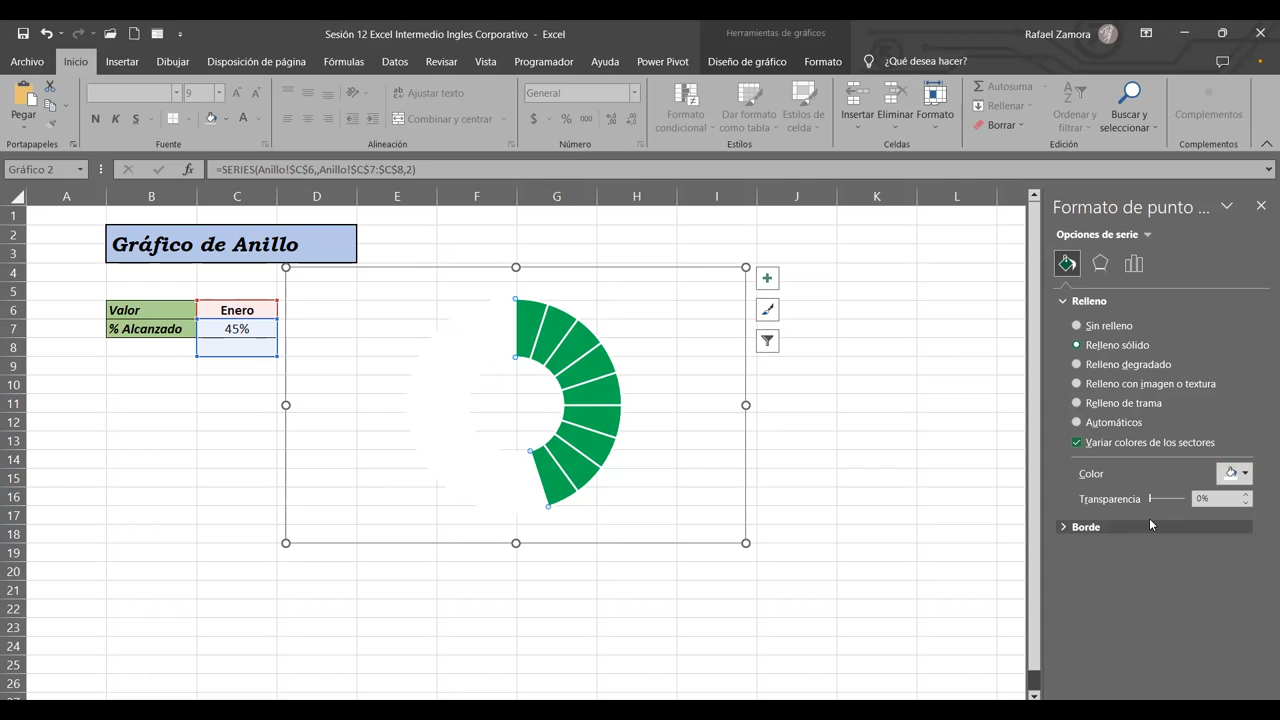 Sesión 12 Excel Intermedio Ingles Corporativo - Excel
Herramientas de gráficos
Rafael Zamora
Archivo Inicio Insertar Dibujar Disposición de página Fórmulas Datos Revisar Vista Programador Ayuda Power Pivot Diseño de gráfico Formato ¿Qué desea hacer?
Pegar
9
Ajustar texto
General
Formato condicional
Dar formato como tabla
Estilos de celda
Insertar Eliminar Formato
Autosuma
Rellenar
Borrar
Ordenar y filtrar
Buscar y seleccionar
Complementos
N K S
Combinar y centrar
$ % 000
Portapapeles Fuente Alineación Número Estilos Celdas Edición Complementos
Gráfico 2
fx
=SERIES(Anillo!$C$6,,Anillo!$C$7:$C$8,2)
A B C D E F G H I J K L
1
2
3
4
5
6
7
8
9
10
11
12
13
14
15
16
17
18
19
20
21
22
23
24
25
26
Gráfico de Anillo
Valor Enero
% Alcanzado 45%
Formato de punto ...
Opciones de serie
Relleno
Sin relleno
Relleno sólido
Relleno degradado
Relleno con imagen o textura
Relleno de trama
Automáticos
Variar colores de los sectores
Color
Transparencia 0%
Borde